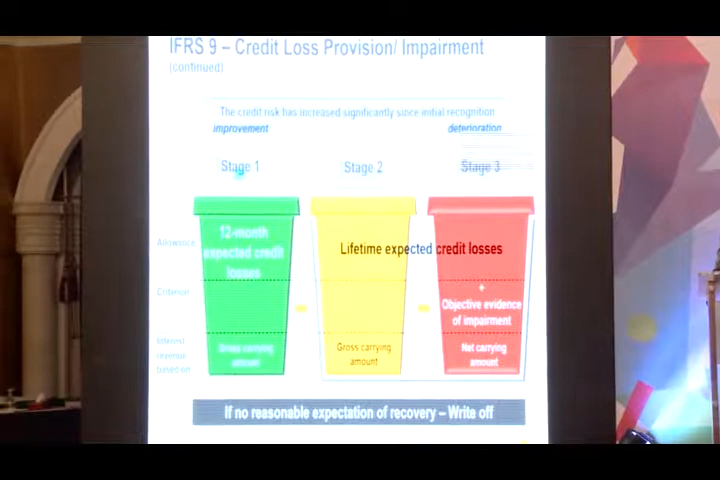 IFRS 9 – Credit Loss Provision/ Impairment
(continued)
The credit risk has increased significantly since initial recognition
improvement
deterioration
Stage 1
Stage 2
Stage 3
Allowance
12-month
expected credit
losses
Lifetime expected credit losses
Criterion
+
Objective evidence
of impairment
Interest
revenue
based on
Gross carrying
amount
Gross carrying
amount
Net carrying
amount
If no reasonable expectation of recovery – Write off